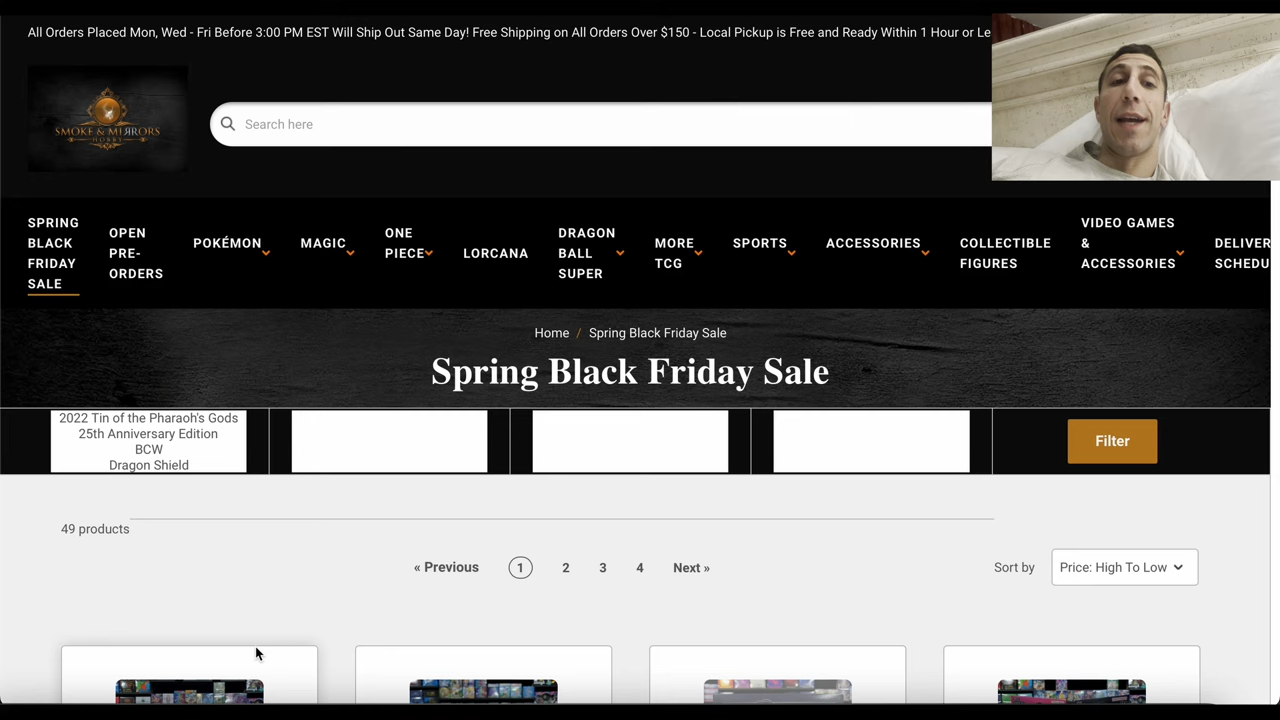 All Orders Placed Mon, Wed - Fri Before 3:00 PM EST Will Ship Out Same Day! Free Shipping on All Orders Over $150 - Local Pickup is Free and Ready Within 1 Hour or Le
SMOKE & MIRRORS
HOBBY
Search here
SPRING
BLACK
FRIDAY
SALE
OPEN
PRE-
ORDERS
POKÉMON
MAGIC
ONE
PIECE
LORCANA
DRAGON
BALL
SUPER
MORE
TCG
SPORTS
ACCESSORIES
COLLECTIBLE
FIGURES
VIDEO GAMES
&
ACCESSORIES
DELIVER
SCHEDU
Home / Spring Black Friday Sale
Spring Black Friday Sale
2022 Tin of the Pharaoh's Gods
25th Anniversary Edition
BCW
Dragon Shield
Filter
49 products
« Previous 1 2 3 4 Next »
Sort by Price: High To Low